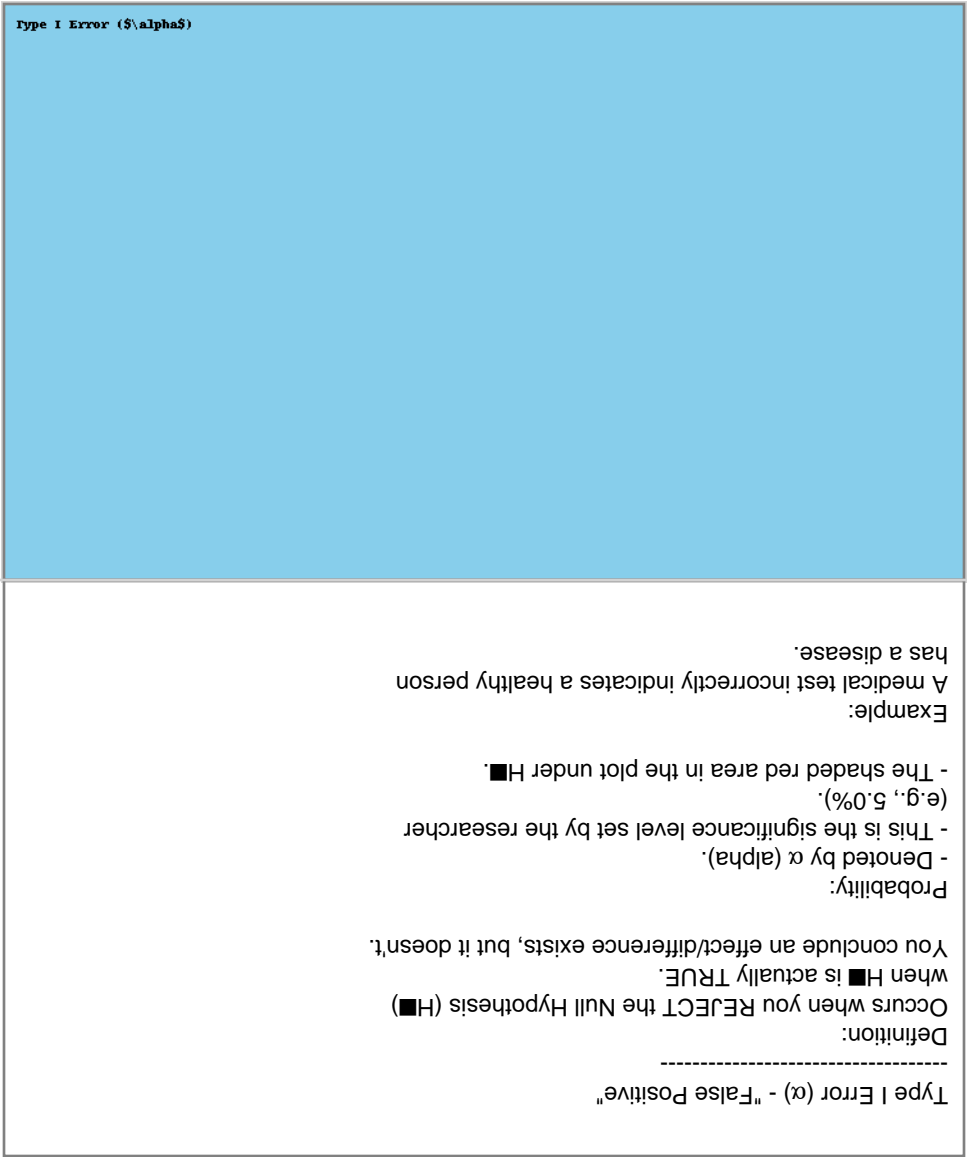 Type I Error ($\alpha$)
Type I Error (α) - "False Positive"
------------------------------------
Definition:
Occurs when you REJECT the Null Hypothesis (H■)
when H■ is actually TRUE.
You conclude an effect/difference exists, but it doesn't.
Probability:
- Denoted by α (alpha).
- This is the significance level set by the researcher
(e.g., 5.0%).
- The shaded red area in the plot under H■.
Example:
A medical test incorrectly indicates a healthy person
has a disease.